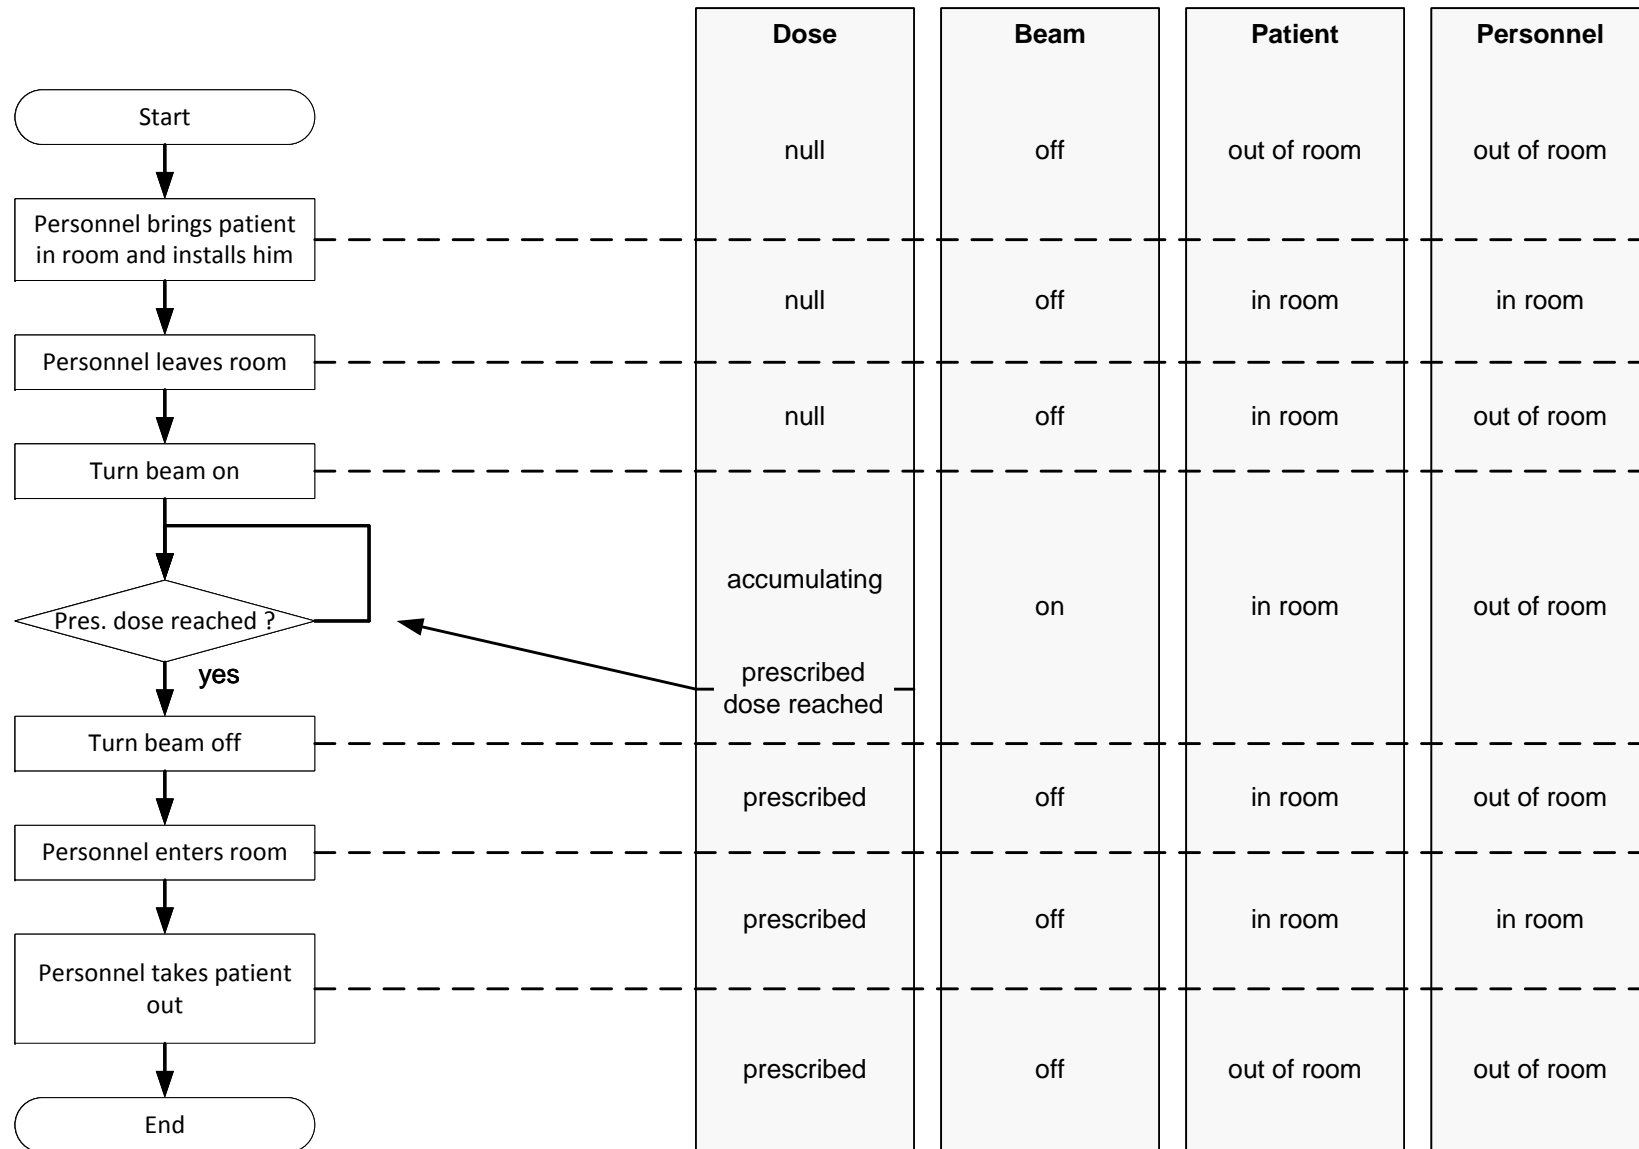 Dose
Beam
Patient
Personnel
Start
null
off
out of room
out of room
Personnel brings patient
in room and installs him
null
off
in room
in room
Personnel leaves room
null
off
in room
out of room
Turn beam on
accumulating
on
in room
out of room
Pres. dose reached ?
yes
prescribed
dose reached
Turn beam off
prescribed
off
in room
out of room
Personnel enters room
prescribed
off
in room
in room
Personnel takes patient
out
prescribed
off
out of room
out of room
End